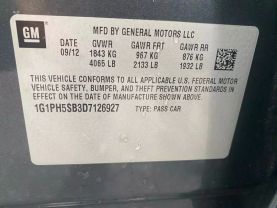 GM
MFD BY GENERAL MOTORS LLC
DATE GVWR GAWR FRT GAWR RR
09/12 1843 KG 967 KG 876 KG
4065 LB 2133 LB 1932 LB
THIS VEHICLE CONFORMS TO ALL APPLICABLE U.S. FEDERAL MOTOR
VEHICLE SAFETY, BUMPER, AND THEFT PREVENTION STANDARDS IN
EFFECT ON THE DATE OF MANUFACTURE SHOWN ABOVE.
1G1PH5SB3D7126927 TYPE: PASS CAR